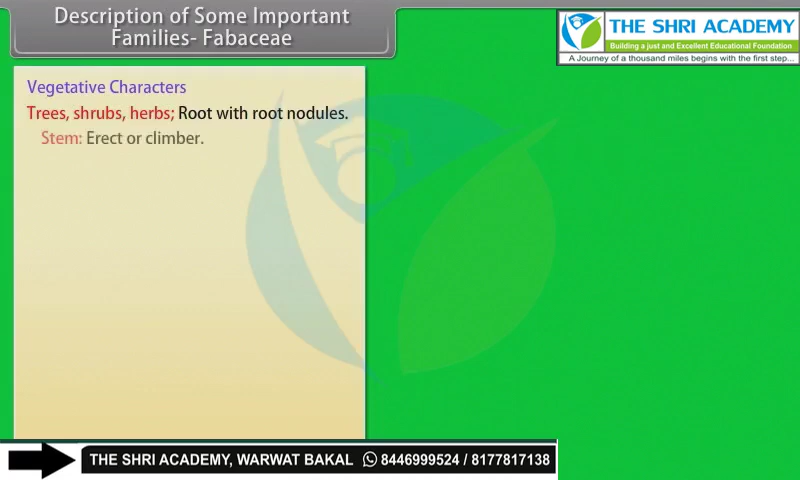 Description of Some Important
Families- Fabaceae
THE SHRI ACADEMY
Building a just and Excellent Educational Foundation
A Journey of a thousand miles begins with the first step...
Vegetative Characters
Trees, shrubs, herbs; Root with root nodules.
Stem: Erect or climber.
THE SHRI ACADEMY, WARWAT BAKAL 8446999524 / 8177817138